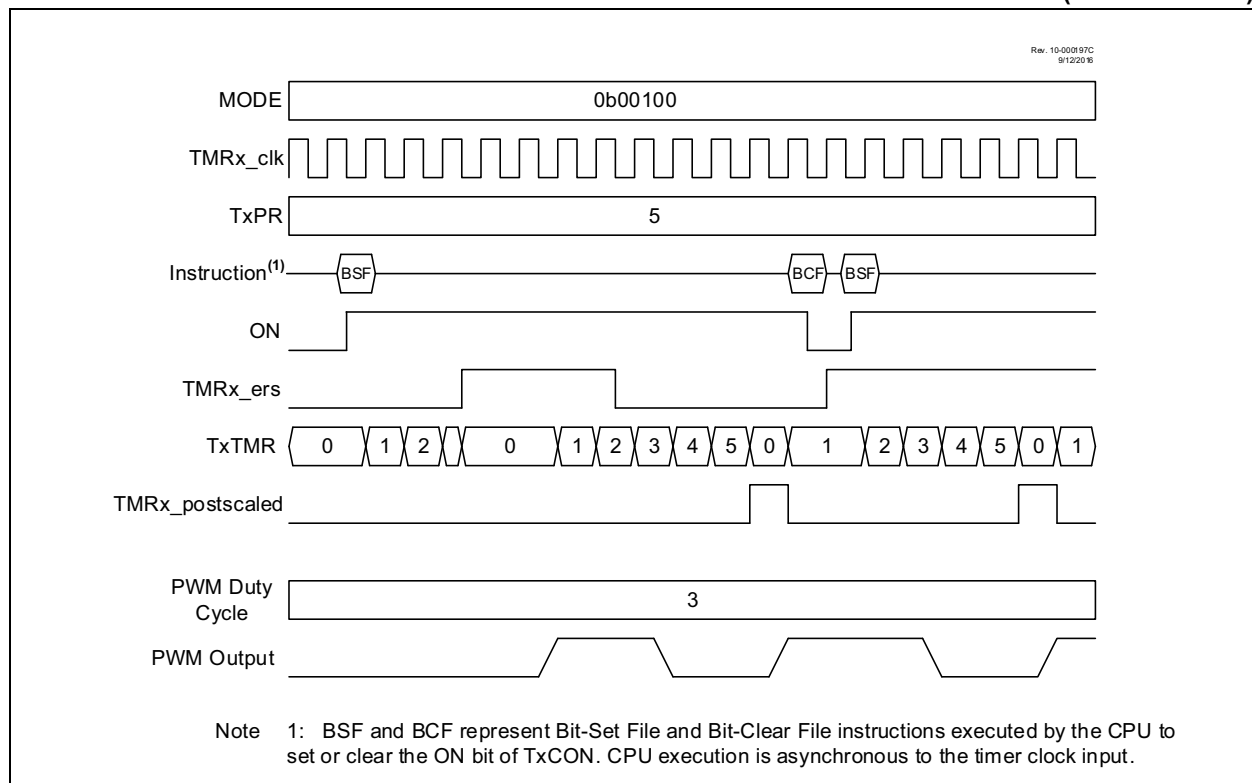 Rev. 10-000197C
9/12/2016
MODE 0b00100
TMRx_clk
TxPR 5
Instruction(1) BSF BCF BSF
ON
TMRx_ers
TxTMR 0 1 2 0 1 2 3 4 5 0 1 2 3 4 5 0 1
TMRx_postscaled
PWM Duty
Cycle 3
PWM Output
Note 1: BSF and BCF represent Bit-Set File and Bit-Clear File instructions executed by the CPU to
set or clear the ON bit of TxCON. CPU execution is asynchronous to the timer clock input.